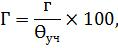 Г = г / Θуч × 100,